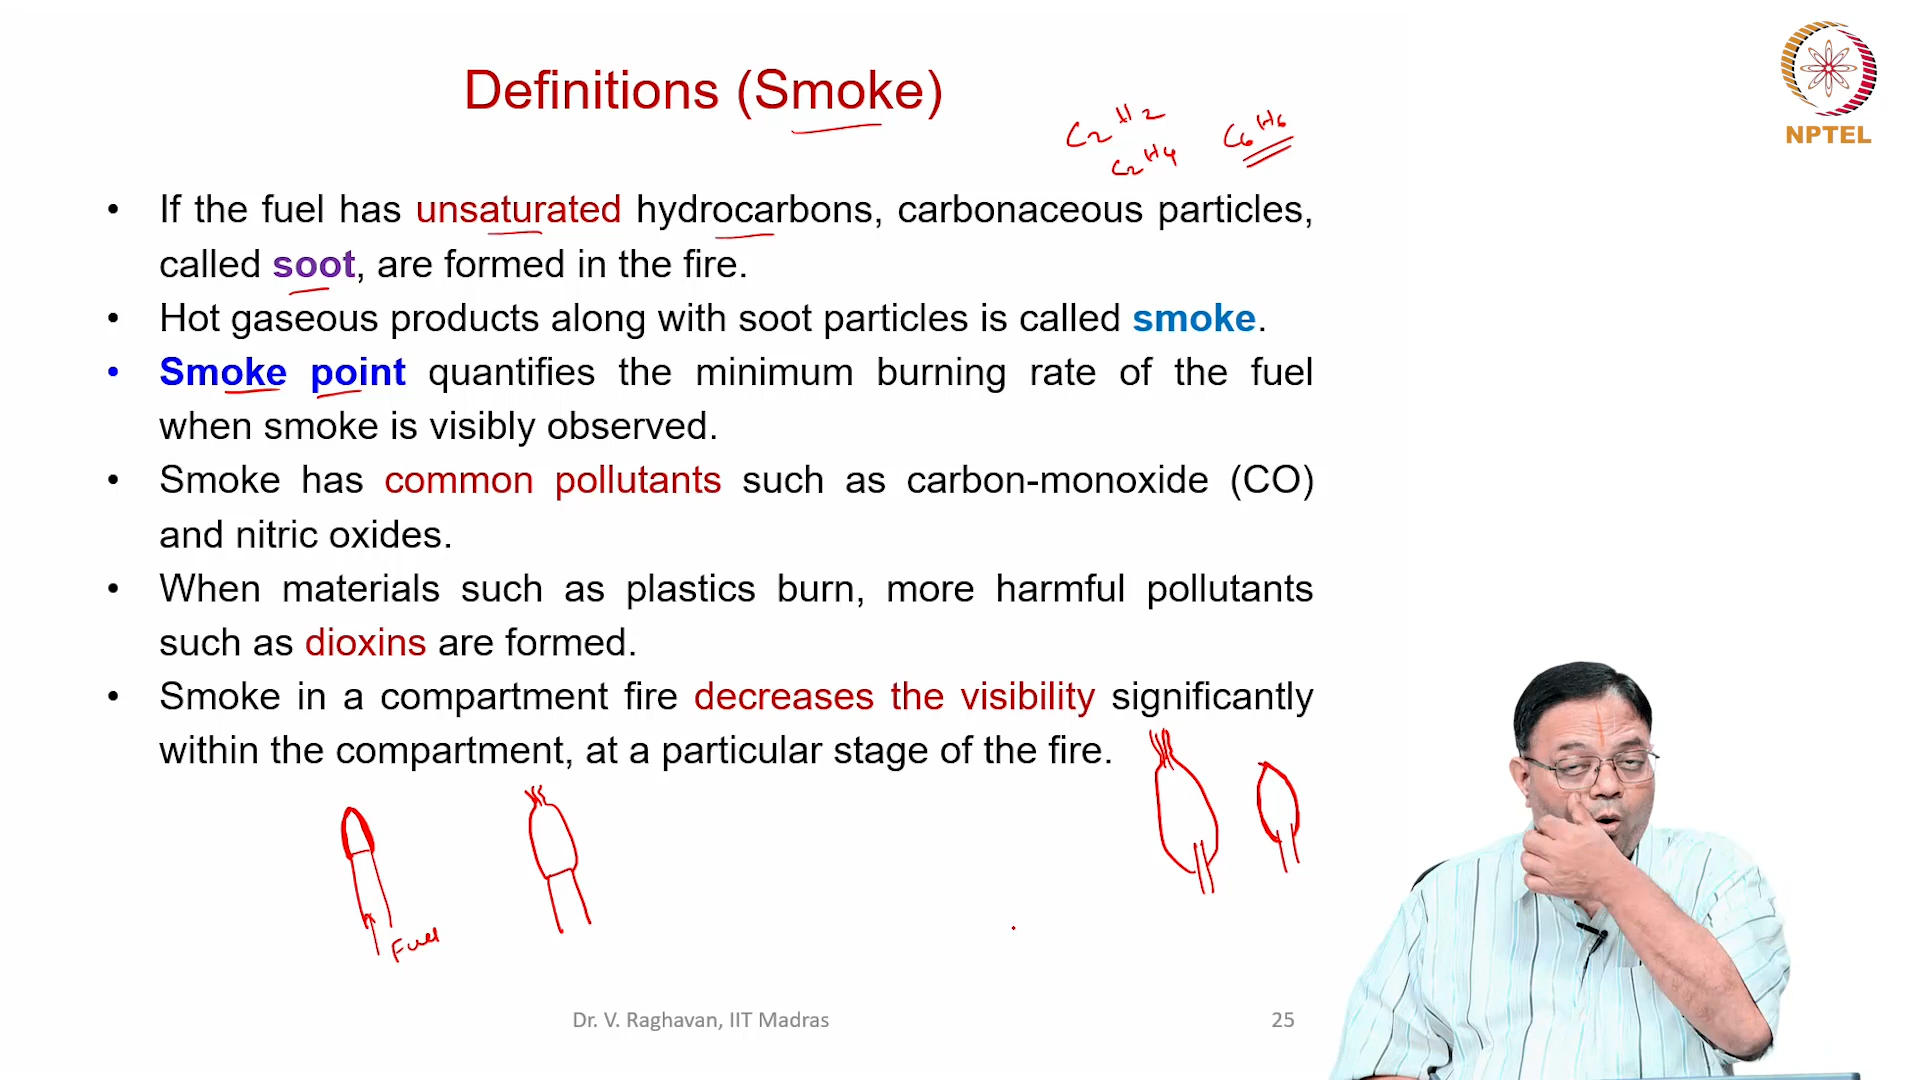 Definitions (Smoke)
NPTEL
C2H2
C2H4
C6H6
• If the fuel has unsaturated hydrocarbons, carbonaceous particles,
called soot, are formed in the fire.
• Hot gaseous products along with soot particles is called smoke.
• Smoke point quantifies the minimum burning rate of the fuel
when smoke is visibly observed.
• Smoke has common pollutants such as carbon-monoxide (CO)
and nitric oxides.
• When materials such as plastics burn, more harmful pollutants
such as dioxins are formed.
• Smoke in a compartment fire decreases the visibility significantly
within the compartment, at a particular stage of the fire.
Fuel
Dr. V. Raghavan, IIT Madras
25